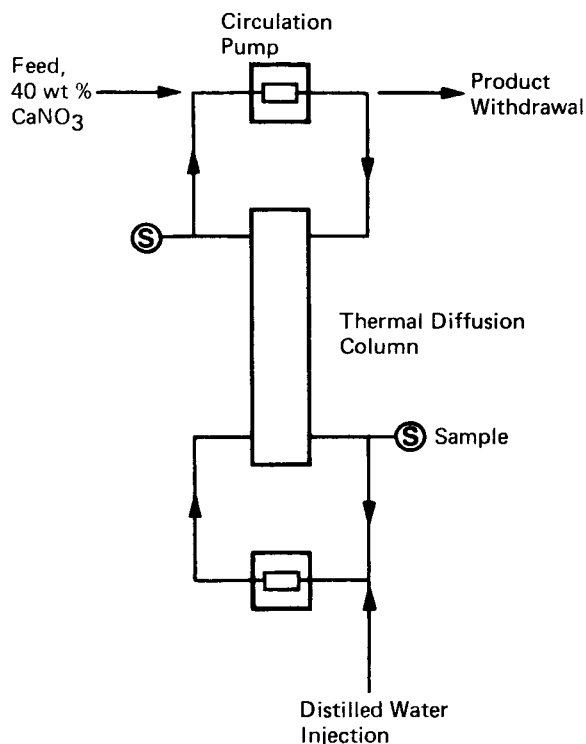 Circulation
Pump
Feed,
40 wt %
CaNO3
Product
Withdrawal
S
Thermal Diffusion
Column
S Sample
Distilled Water
Injection